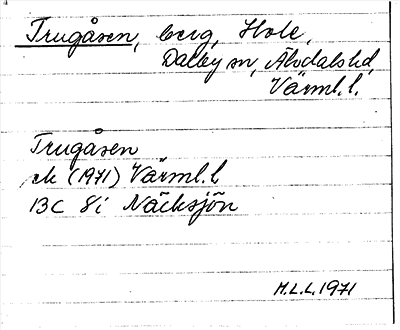 Trugåsen, berg, Hole,
Dalby sn, Älvdals hd,
Värml. l.
Trugåsen
ek (1971) Värml. l.
13C 8i Näcksjön
M.L.L. 1971